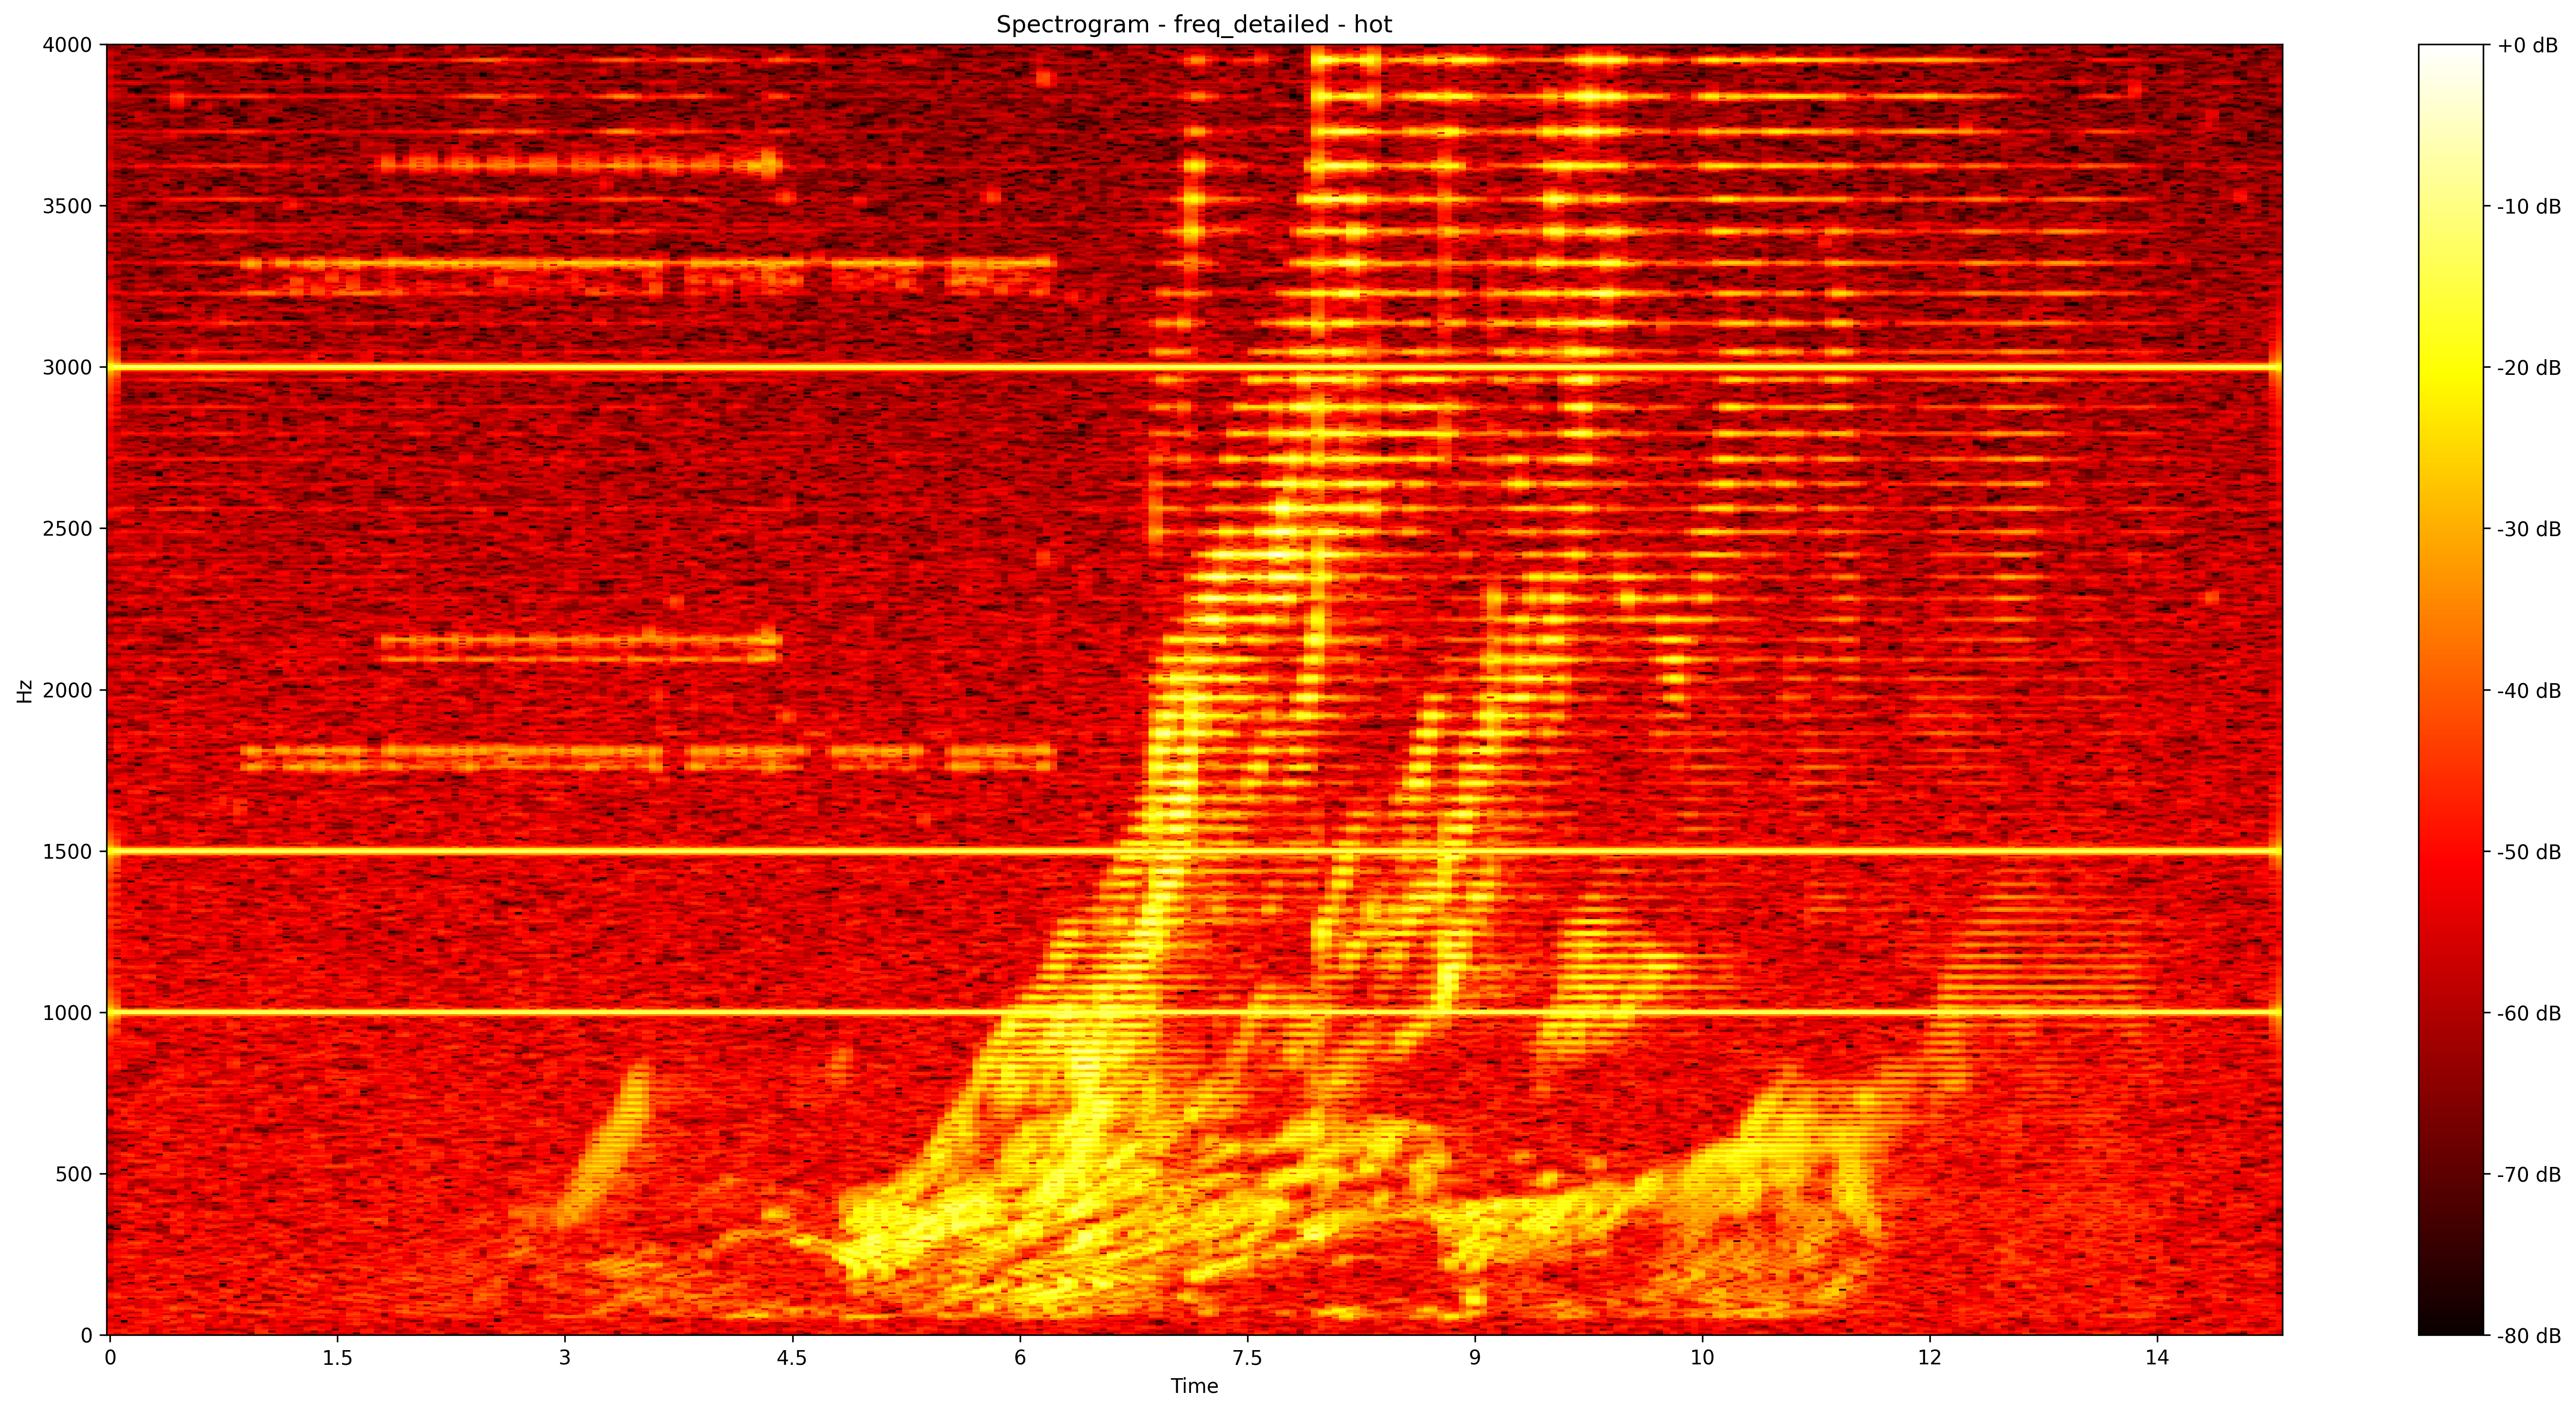 Spectrogram - freq_detailed - hot
4000
3500
3000
2500
2000
1500
1000
500
0
Hz
0 1.5 3 4.5 6 7.5 9 10 12 14
Time
+0 dB
-10 dB
-20 dB
-30 dB
-40 dB
-50 dB
-60 dB
-70 dB
-80 dB